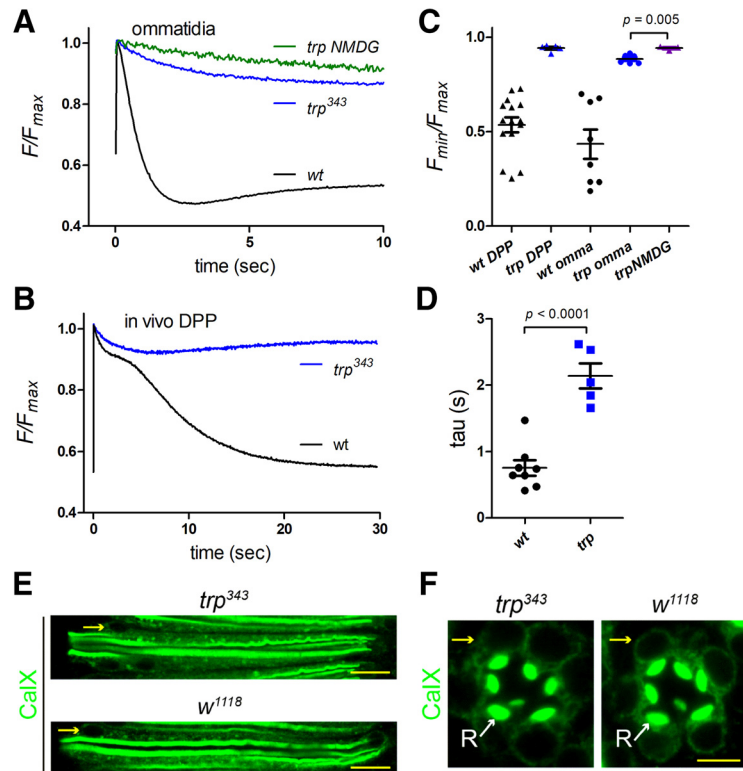 A
ommatidia
1.0
0.8
0.6
0.4
F/Fmax
trp NMDG
trp343
wt
0
5
10
time (sec)
B
in vivo DPP
1.0
0.8
0.6
0.4
F/Fmax
trp343
wt
0
10
20
30
time (sec)
C
p = 0.005
1.0
0.5
0.0
Fmin/Fmax
wt DPP
trp DPP
wt omma
trp omma
trpNMDG
D
p < 0.0001
3
2
1
0
tau (s)
wt
trp
E
trp343
w1118
CalX
F
trp343
w1118
CalX
R
R